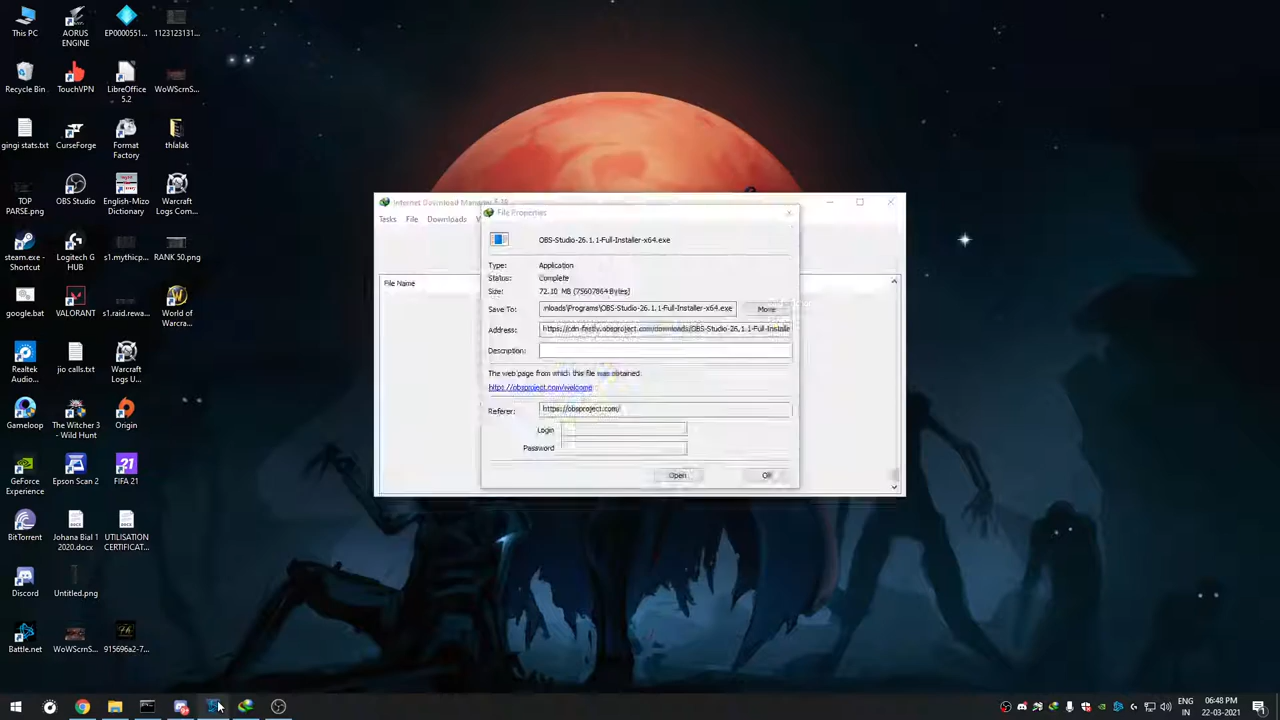 This PC
AORUS ENGINE
EP0000551...
1123123131...
Recycle Bin
TouchVPN
LibreOffice 5.2
WoWScrnS...
gingi stats.txt
CurseForge
Format Factory
thlalak
TOP PASSE.png
OBS Studio
English-Mizo Dictionary
Warcraft Logs Com...
steam.exe - Shortcut
Logitech G HUB
s1.mythicp...
RANK 50.png
google.bat
VALORANT
s1.raid.rewa...
World of Warcra...
Realtek Audio...
jio calls.txt
Warcraft Logs U...
Gameloop
The Witcher 3 - Wild Hunt
Origin
GeForce Experience
Epson Scan 2
FIFA 21
BitTorrent
Johana Bial 1 2020.docx
UTILISATION CERTIFICAT...
Discord
Untitled.png
Battle.net
WoWScrnS...
915696a2-7...
Internet Download Manager
Tasks File Downloads
File Name
File Properties
OBS-Studio-26.1.1-Full-Installer-x64.exe
Type: Application
Status: Complete
Size: 72.10 MB (75607864 Bytes)
Save To: nloads\Programs\OBS-Studio-26.1.1-Full-Installer-x64.exe
Address: https://cdn-fastly.obsproject.com/downloads/OBS-Studio-26.1.1-Full-Installe
Description:
The web page from which this file was obtained:
https://obsproject.com/welcome
Referer: https://obsproject.com/
Login
Password
Open
ENG
IN
06:48 PM
22-03-2021